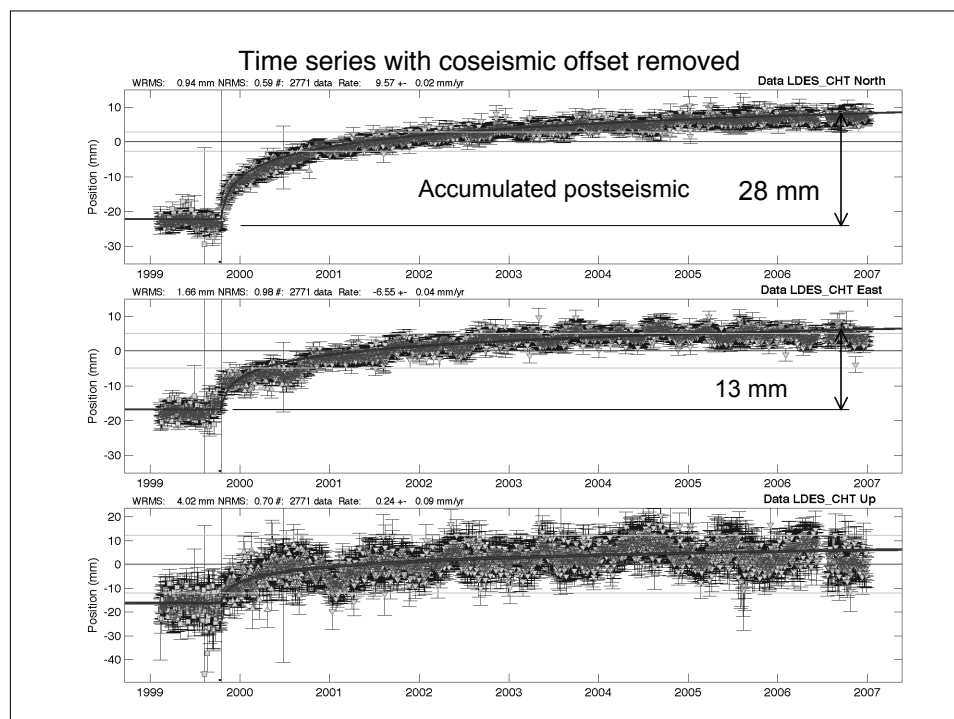 Time series with coseismic offset removed
WRMS: 0.94 mm NRMS: 0.59 #: 2771 data Rate: 9.57 +- 0.02 mm/yr
Data LDES_CHT North
Position (mm)
10
0
-10
-20
-30
Accumulated postseismic
28 mm
1999 2000 2001 2002 2003 2004 2005 2006 2007
WRMS: 1.66 mm NRMS: 0.98 #: 2771 data Rate: -6.55 +- 0.04 mm/yr
Data LDES_CHT East
Position (mm)
10
0
-10
-20
-30
13 mm
1999 2000 2001 2002 2003 2004 2005 2006 2007
WRMS: 4.02 mm NRMS: 0.70 #: 2771 data Rate: 0.24 +- 0.09 mm/yr
Data LDES_CHT Up
Position (mm)
20
10
0
-10
-20
-30
-40
1999 2000 2001 2002 2003 2004 2005 2006 2007